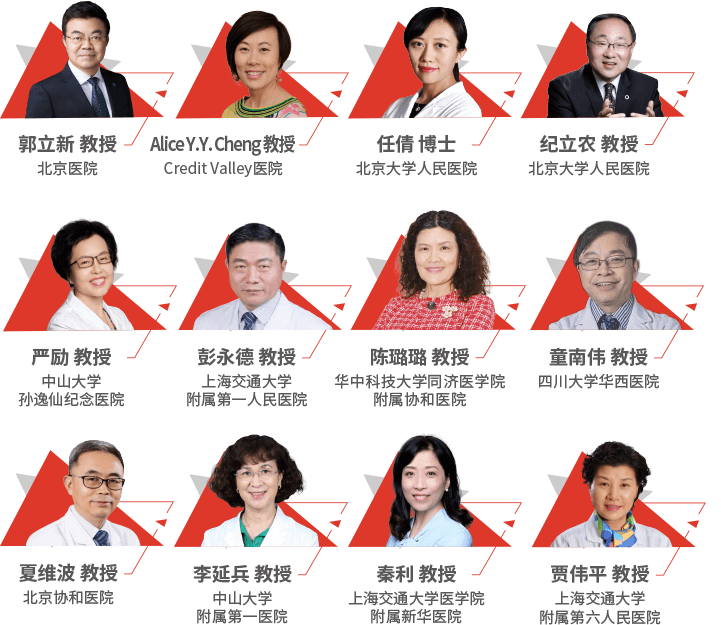 郭立新 教授
北京医院
Alice Y.Y. Cheng 教授
Credit Valley医院
任倩 博士
北京大学人民医院
纪立农 教授
北京大学人民医院
严励 教授
中山大学
孙逸仙纪念医院
彭永德 教授
上海交通大学
附属第一人民医院
陈璐璐 教授
华中科技大学同济医学院
附属协和医院
童南伟 教授
四川大学华西医院
夏维波 教授
北京协和医院
李延兵 教授
中山大学
附属第一医院
秦利 教授
上海交通大学医学院
附属新华医院
贾伟平 教授
上海交通大学
附属第六人民医院